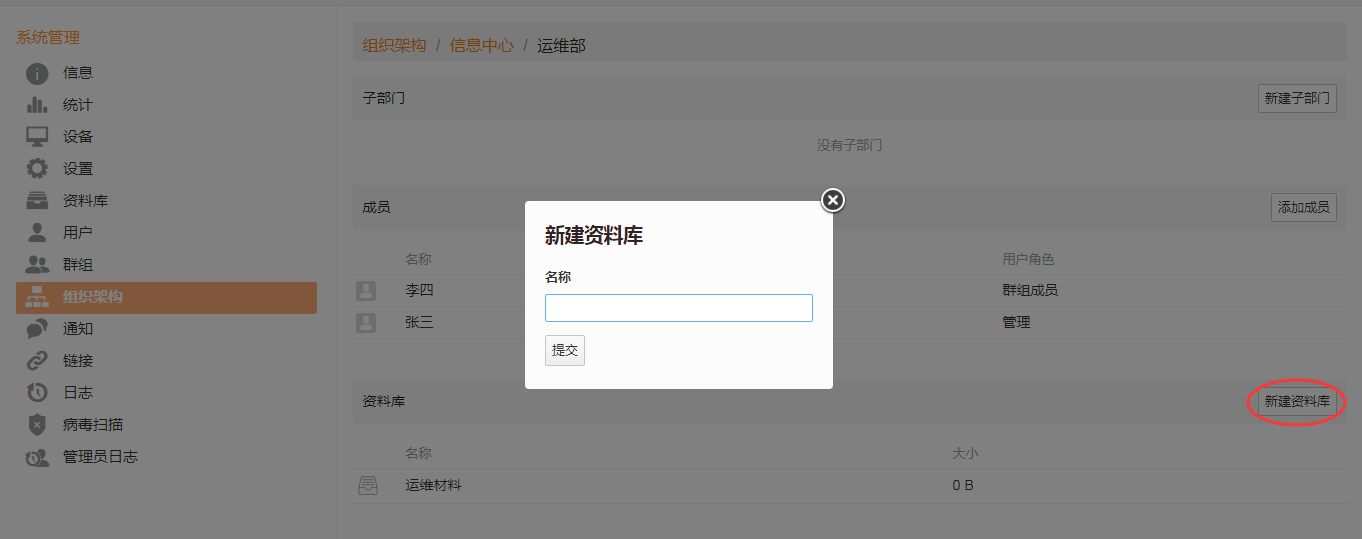 系统管理
信息
统计
设备
设置
资料库
用户
群组
组织架构
通知
链接
日志
病毒扫描
管理员日志
组织架构 / 信息中心 / 运维部
子部门 新建子部门
没有子部门
成员 添加成员
名称 用户角色
李四 群组成员
张三 管理
新建资料库
名称
提交
资料库 新建资料库
名称 大小
运维材料 0 B